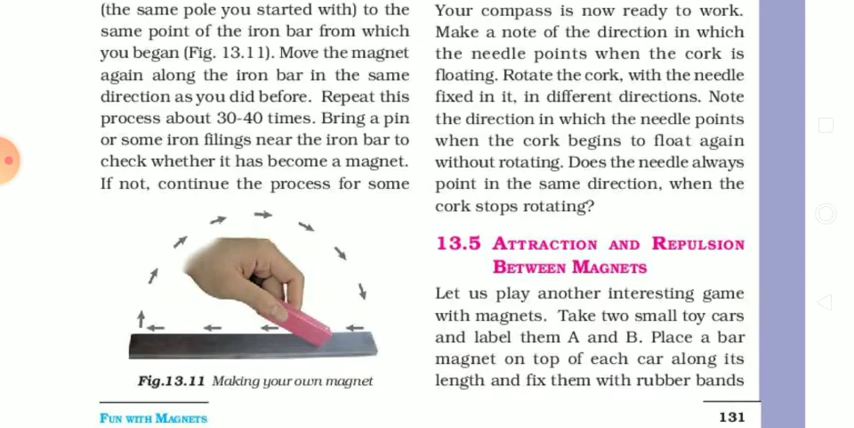 (the same pole you started with) to the
same point of the iron bar from which
you began (Fig. 13.11). Move the magnet
again along the iron bar in the same
direction as you did before. Repeat this
process about 30-40 times. Bring a pin
or some iron filings near the iron bar to
check whether it has become a magnet.
If not, continue the process for some
Fig.13.11 Making your own magnet
Your compass is now ready to work.
Make a note of the direction in which
the needle points when the cork is
floating. Rotate the cork, with the needle
fixed in it, in different directions. Note
the direction in which the needle points
when the cork begins to float again
without rotating. Does the needle always
point in the same direction, when the
cork stops rotating?
13.5 ATTRACTION AND REPULSION
BETWEEN MAGNETS
Let us play another interesting game
with magnets. Take two small toy cars
and label them A and B. Place a bar
magnet on top of each car along its
length and fix them with rubber bands
FUN WITH MAGNETS
131